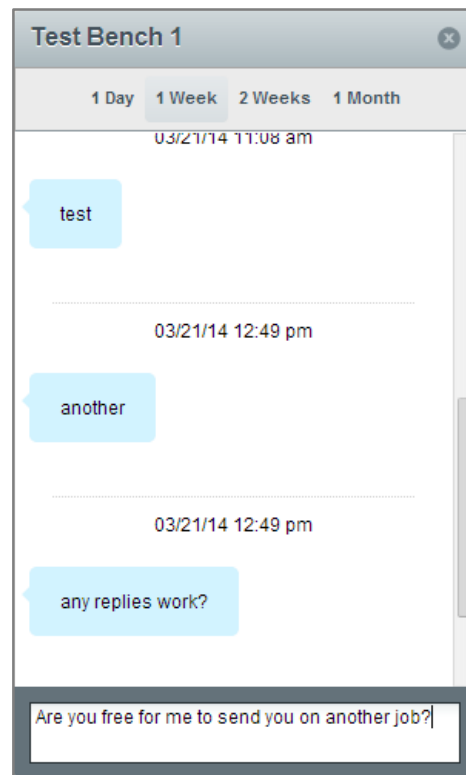 Test Bench 1
1 Day 1 Week 2 Weeks 1 Month
03/21/14 11:08 am
test
03/21/14 12:49 pm
another
03/21/14 12:49 pm
any replies work?
Are you free for me to send you on another job?